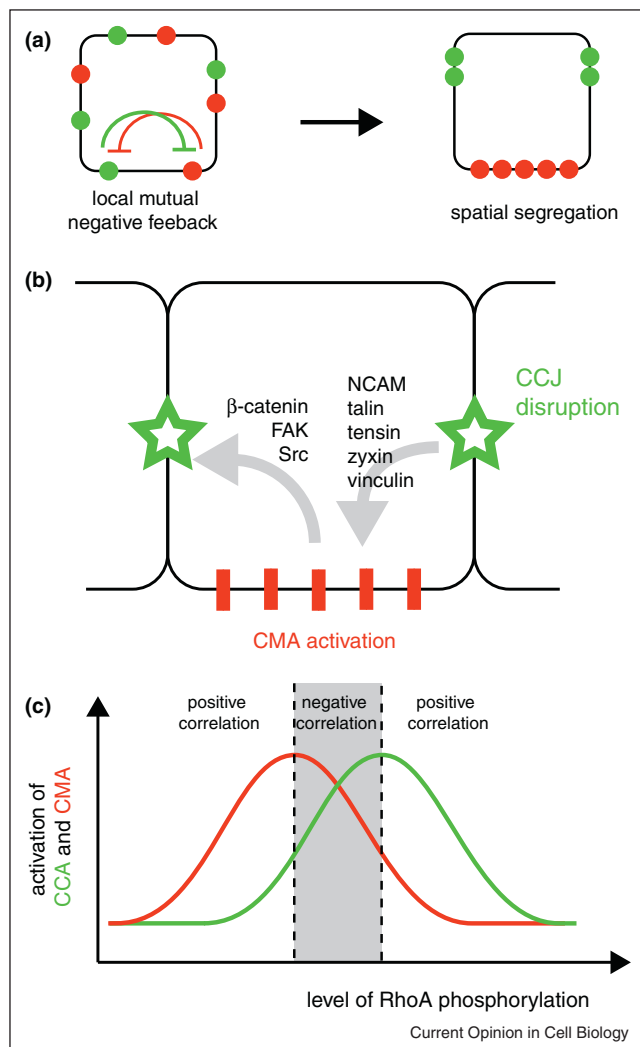 (a)
local mutual
negative feeback
spatial segregation
(b)
β-catenin
FAK
Src
NCAM
talin
tensin
zyxin
vinculin
CCJ
disruption
CMA activation
(c)
positive
correlation
negative
correlation
positive
correlation
activation of
CCA and CMA
level of RhoA phosphorylation
Current Opinion in Cell Biology